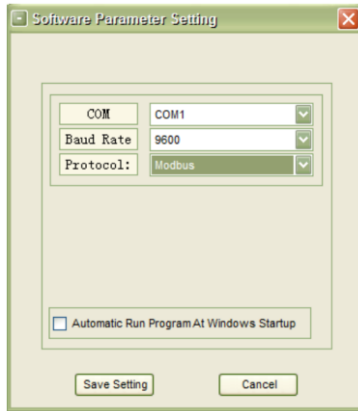 Software Parameter Setting
COM COM1
Baud Rate 9600
Protocol: Modbus
Automatic Run Program At Windows Startup
Save Setting Cancel